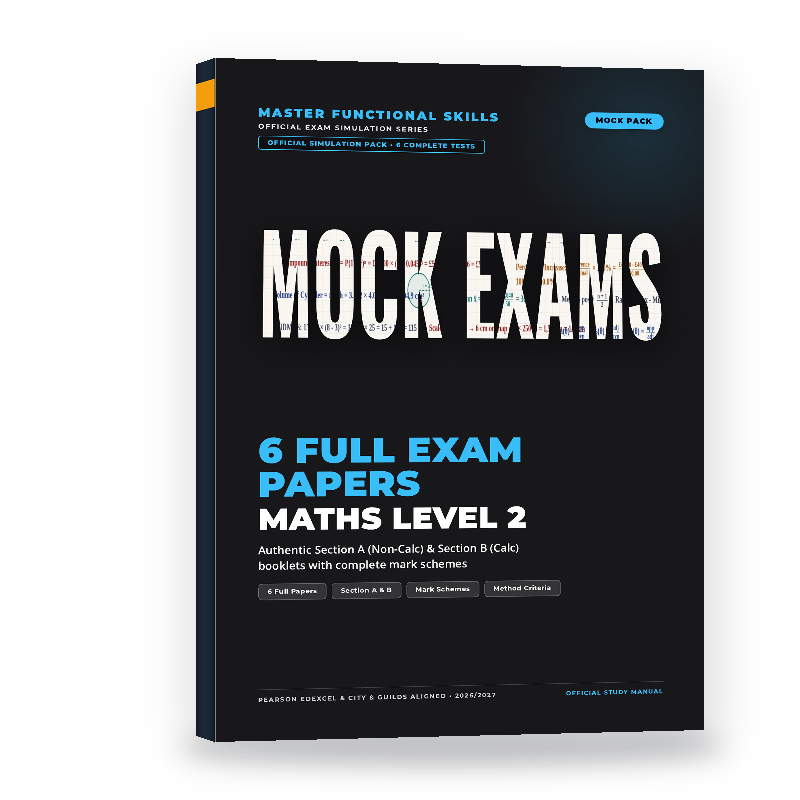 MASTER FUNCTIONAL SKILLS
OFFICIAL EXAM SIMULATION SERIES
OFFICIAL SIMULATION PACK • 6 COMPLETE TESTS
MOCK PACK
MOCK EXAMS
6 FULL EXAM
PAPERS
MATHS LEVEL 2
Authentic Section A (Non-Calc) & Section B (Calc)
booklets with complete mark schemes
6 Full Papers
Section A & B
Mark Schemes
Method Criteria
PEARSON EDEXCEL & CITY & GUILDS ALIGNED • 2026/2027
OFFICIAL STUDY MANUAL